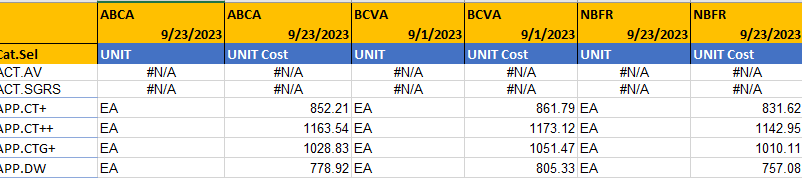 ABCA ABCA BCVA BCVA NBFR NBFR
9/23/2023 9/23/2023 9/1/2023 9/1/2023 9/23/2023 9/23/2023
Cat.Sel UNIT UNIT Cost UNIT UNIT Cost UNIT UNIT Cost
ACT.AV #N/A #N/A #N/A #N/A #N/A #N/A
ACT.SGRS #N/A #N/A #N/A #N/A #N/A #N/A
APP.CT+ EA 852.21 EA 861.79 EA 831.62
APP.CT++ EA 1163.54 EA 1173.12 EA 1142.95
APP.CTG+ EA 1028.83 EA 1051.47 EA 1010.11
APP.DW EA 778.92 EA 805.33 EA 757.08